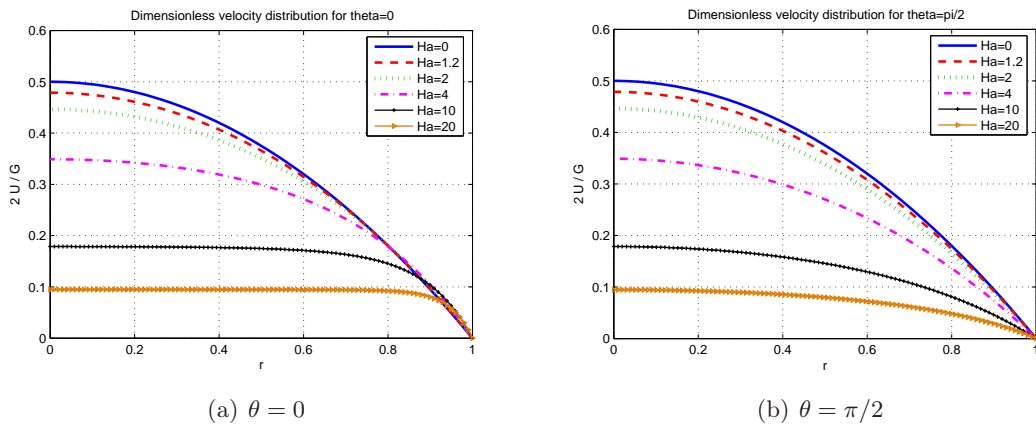 Dimensionless velocity distribution for theta=0
0.6
0.5
0.4
0.3
0.2
0.1
0
2 U / G
Ha=0
Ha=1.2
Ha=2
Ha=4
Ha=10
Ha=20
0 0.2 0.4 0.6 0.8 1
r
(a) θ = 0
Dimensionless velocity distribution for theta=pi/2
0.6
0.5
0.4
0.3
0.2
0.1
0
2 U / G
Ha=0
Ha=1.2
Ha=2
Ha=4
Ha=10
Ha=20
0 0.2 0.4 0.6 0.8 1
r
(b) θ = π/2